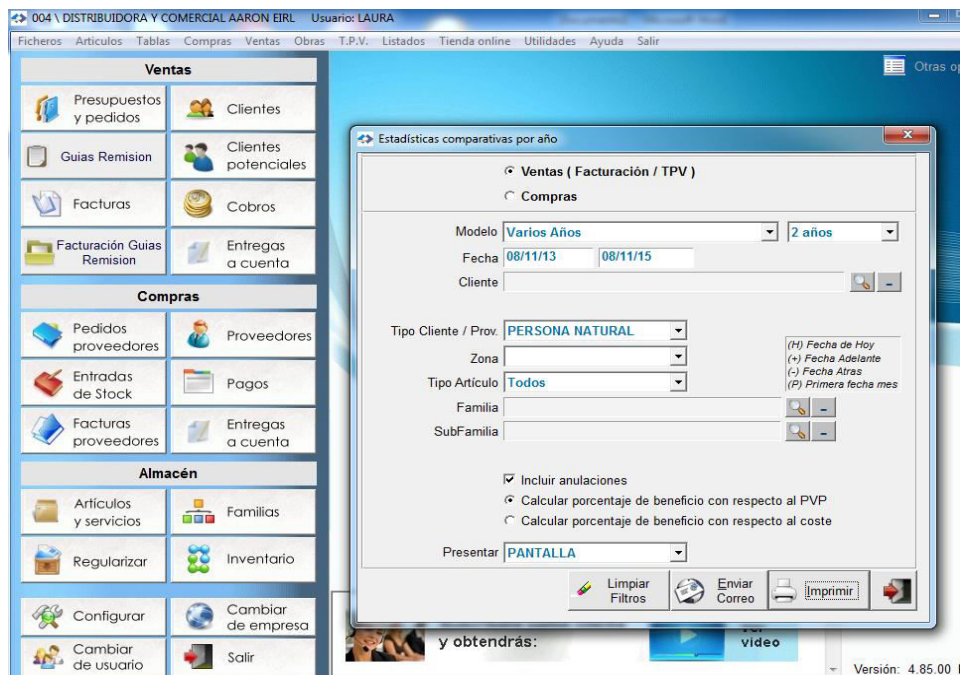 004 \ DISTRIBUIDORA Y COMERCIAL AARON EIRL Usuario: LAURA
Ficheros Articulos Tablas Compras Ventas Obras T.P.V. Listados Tienda online Utilidades Ayuda Salir
Otras op
Ventas
Presupuestos
y pedidos
Clientes
Guias Remision
Clientes
potenciales
Facturas
Cobros
Facturación Guias
Remision
Entregas
a cuenta
Compras
Pedidos
proveedores
Proveedores
Entradas
de Stock
Pagos
Facturas
proveedores
Entregas
a cuenta
Almacén
Artículos
y servicios
Familias
Regularizar
Inventario
Configurar
Cambiar
de empresa
Cambiar
de usuario
Salir
Estadísticas comparativas por año
Ventas ( Facturación / TPV )
Compras
Modelo Varios Años 2 años
Fecha 08/11/13 08/11/15
Cliente
Tipo Cliente / Prov. PERSONA NATURAL
Zona
Tipo Artículo Todos
Familia
SubFamilia
(H) Fecha de Hoy
(+) Fecha Adelante
(-) Fecha Atras
(P) Primera fecha mes
Incluir anulaciones
Calcular porcentaje de beneficio con respecto al PVP
Calcular porcentaje de beneficio con respecto al coste
Presentar PANTALLA
Limpiar
Filtros
Enviar
Correo
Imprimir
y obtendrás:
video
Versión: 4.85.00